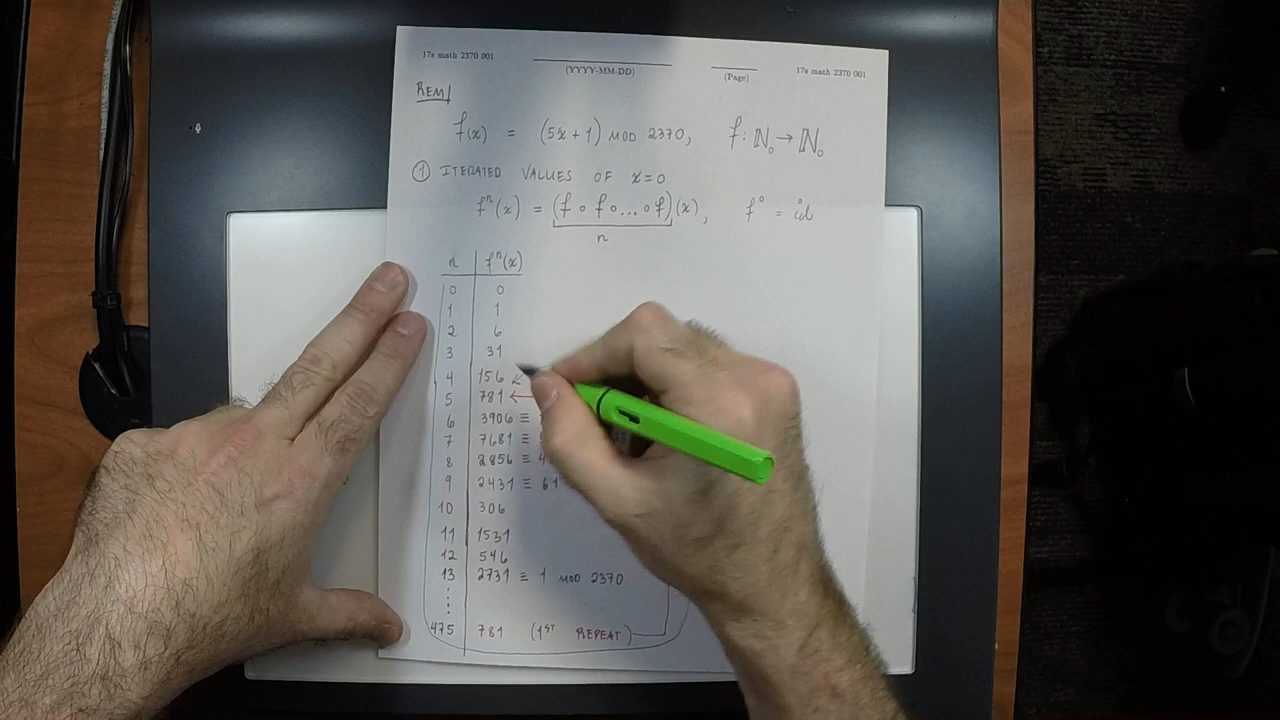 17s math 2370 001
(YYYY-MM-DD)
(Page)
17s math 2370 001
REM
f(x) = (5x+1) MOD 2370, f: ℕ₀ → ℕ₀
① ITERATED VALUES OF x=0
fⁿ(x) = (f ∘ f ∘ ... ∘ f)(x), f⁰ = id
n
n fⁿ(x)
0 0
1 1
2 6
3 31
4 156
5 781
6 3906 ≡
7 7681 ≡
8 2856 ≡
9 2431 ≡ 61
10 306
11 1531
12 546
13 2731 ≡ 1 MOD 2370
⋮
475 781 (1ST REPEAT)